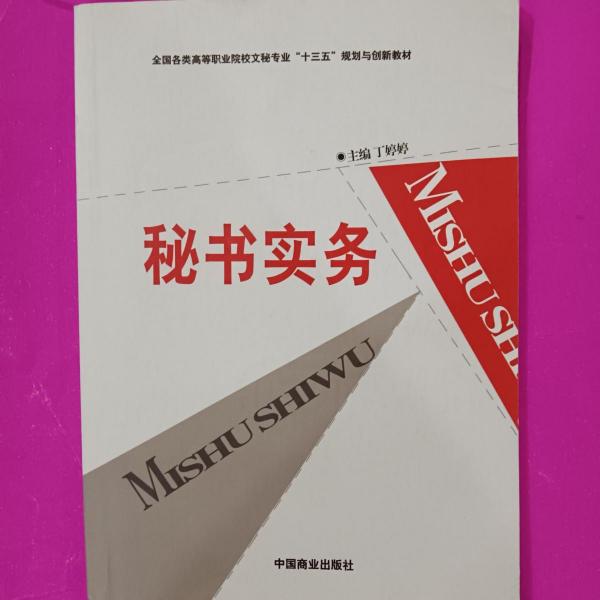 全国各类高等职业院校文秘专业“十三五”规划与创新教材
●主编 丁婷婷
秘书实务
MISHU SHI
MISHU SHIWU
中国商业出版社